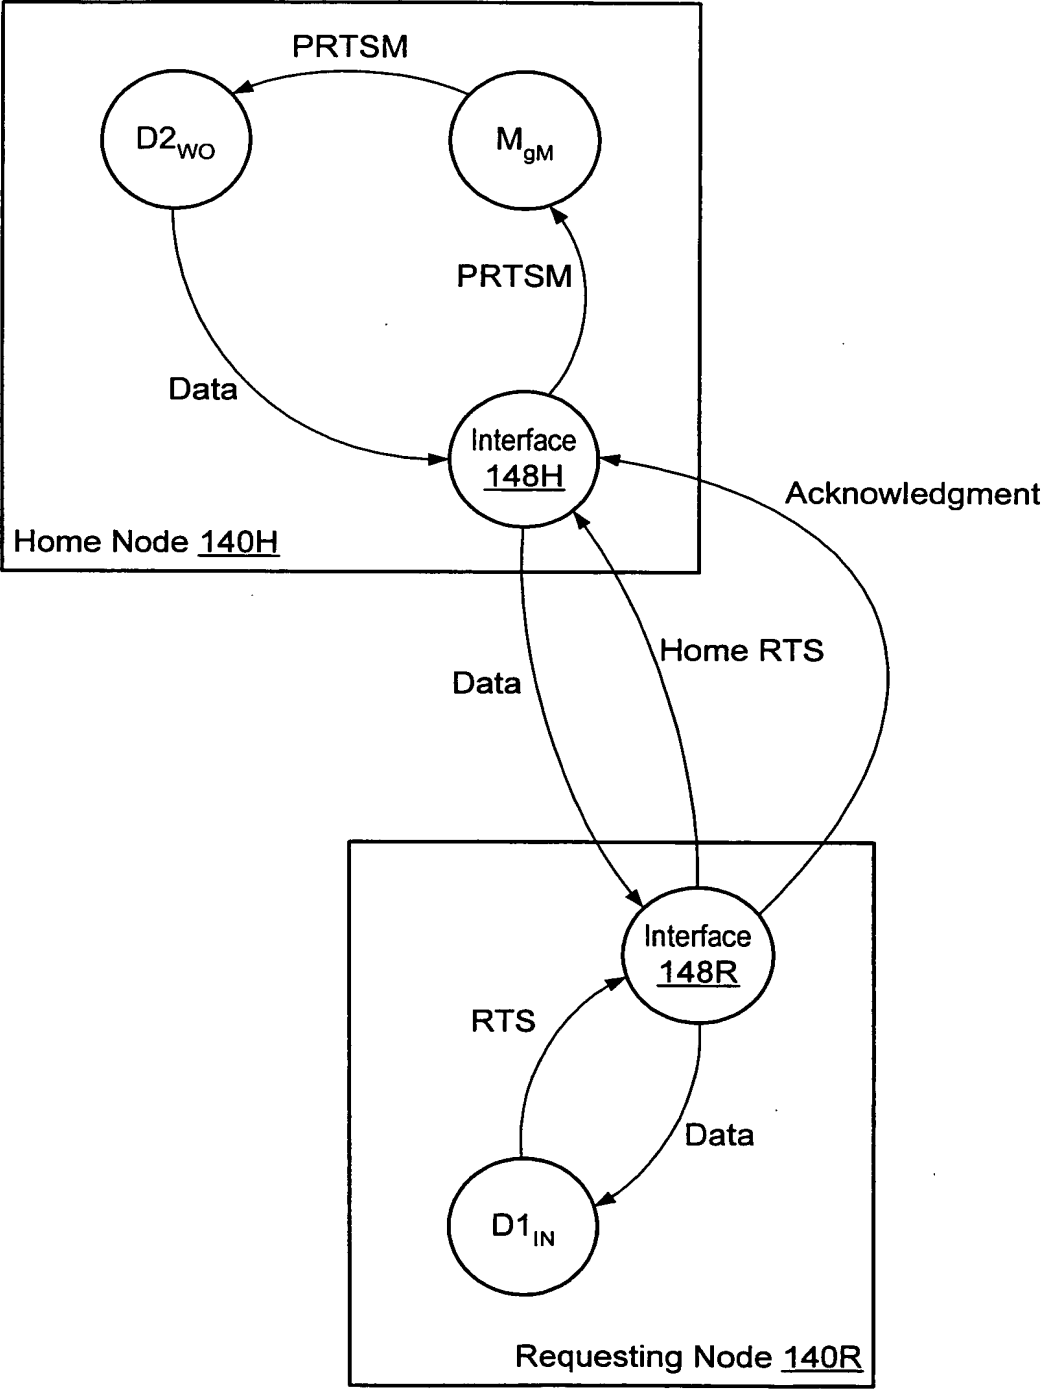 PRTSM
D2WO
MgM
PRTSM
Data
Interface
148H
Acknowledgment
Home Node 140H
Home RTS
Data
Interface
148R
RTS
Data
D1IN
Requesting Node 140R